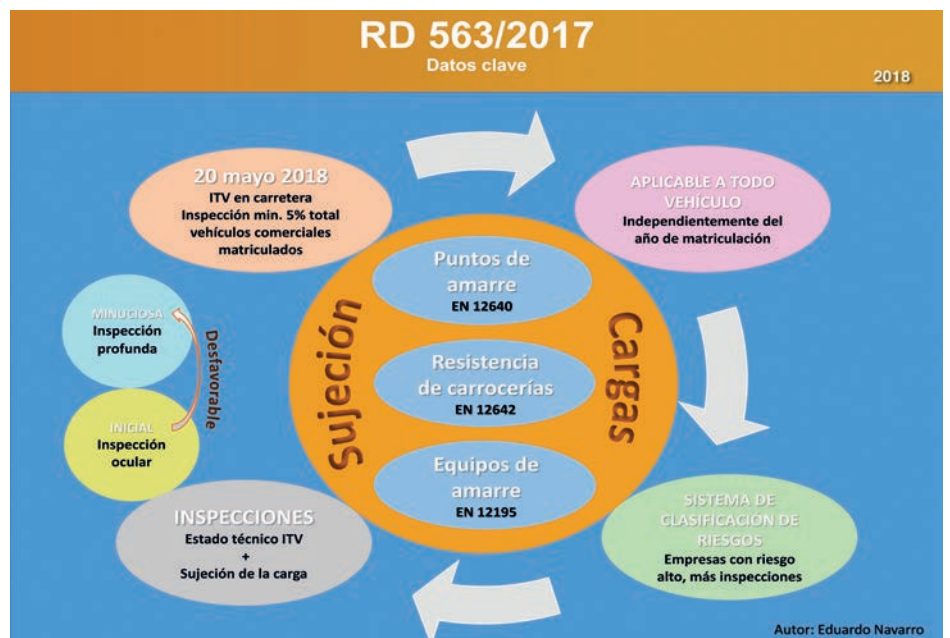 RD 563/2017
Datos clave
2018
20 mayo 2018
ITV en carretera
Inspección min. 5% total
vehículos comerciales
matriculados
APLICABLE A TODO
VEHÍCULO
Independientemente del
año de matriculación
Sujeción
Puntos de
amarre
EN 12640
Resistencia
de carrocerías
EN 12642
Equipos de
amarre
EN 12195
Cargas
MINUCIOSA
Inspección
profunda
Desfavorable
INICIAL
Inspección
ocular
INSPECCIONES
Estado técnico ITV
+
Sujeción de la carga
SISTEMA DE
CLASIFICACIÓN DE
RIESGOS
Empresas con riesgo
alto, más inspecciones
Autor: Eduardo Navarro